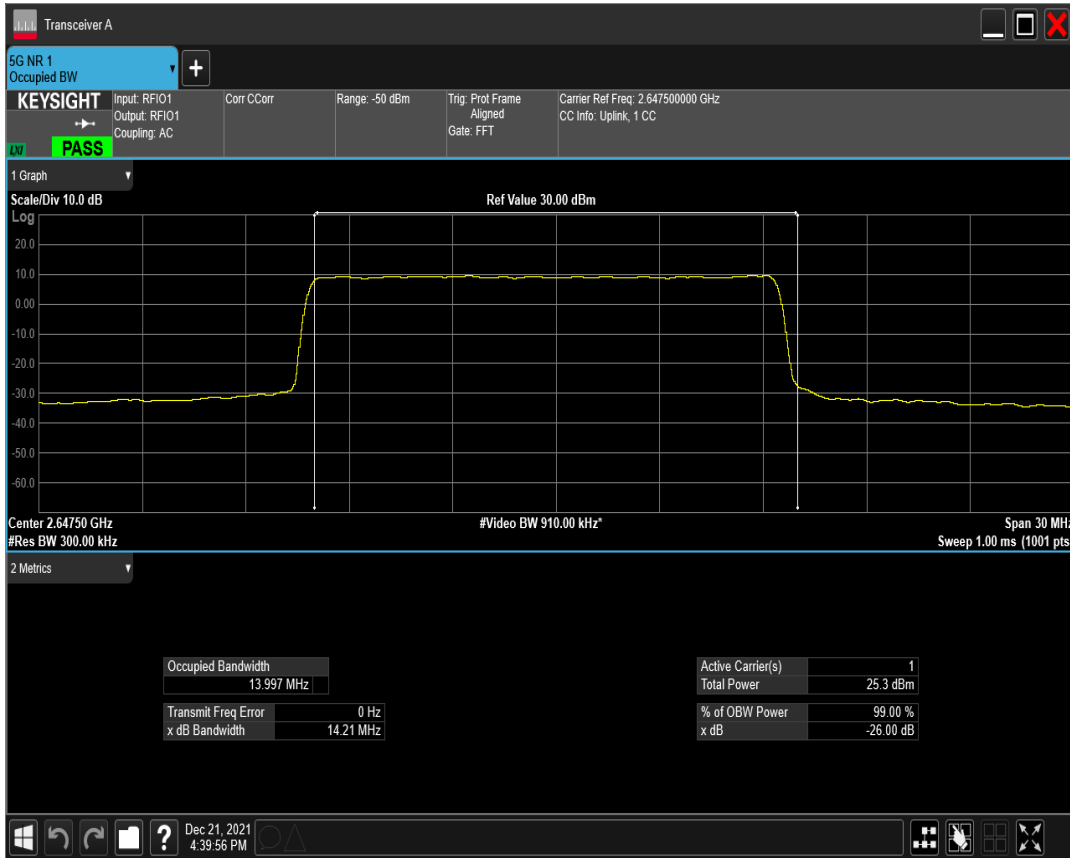 Transceiver A
5G NR 1
Occupied BW
KEYSIGHT
LXI
PASS
Input: RFIO1
Output: RFIO1
Coupling: AC
Corr CCorr
Range: -50 dBm
Trig: Prot Frame
Aligned
Gate: FFT
Carrier Ref Freq: 2.647500000 GHz
CC Info: Uplink, 1 CC
1 Graph
Scale/Div 10.0 dB
Ref Value 30.00 dBm
Log
20.0
10.0
0.00
-10.0
-20.0
-30.0
-40.0
-50.0
-60.0
Center 2.64750 GHz
#Video BW 910.00 kHz*
Span 30 MHz
#Res BW 300.00 kHz
Sweep 1.00 ms (1001 pts
2 Metrics
Occupied Bandwidth
13.997 MHz
Transmit Freq Error 0 Hz
x dB Bandwidth 14.21 MHz
Active Carrier(s) 1
Total Power 25.3 dBm
% of OBW Power 99.00 %
x dB -26.00 dB
?
Dec 21, 2021
4:39:56 PM